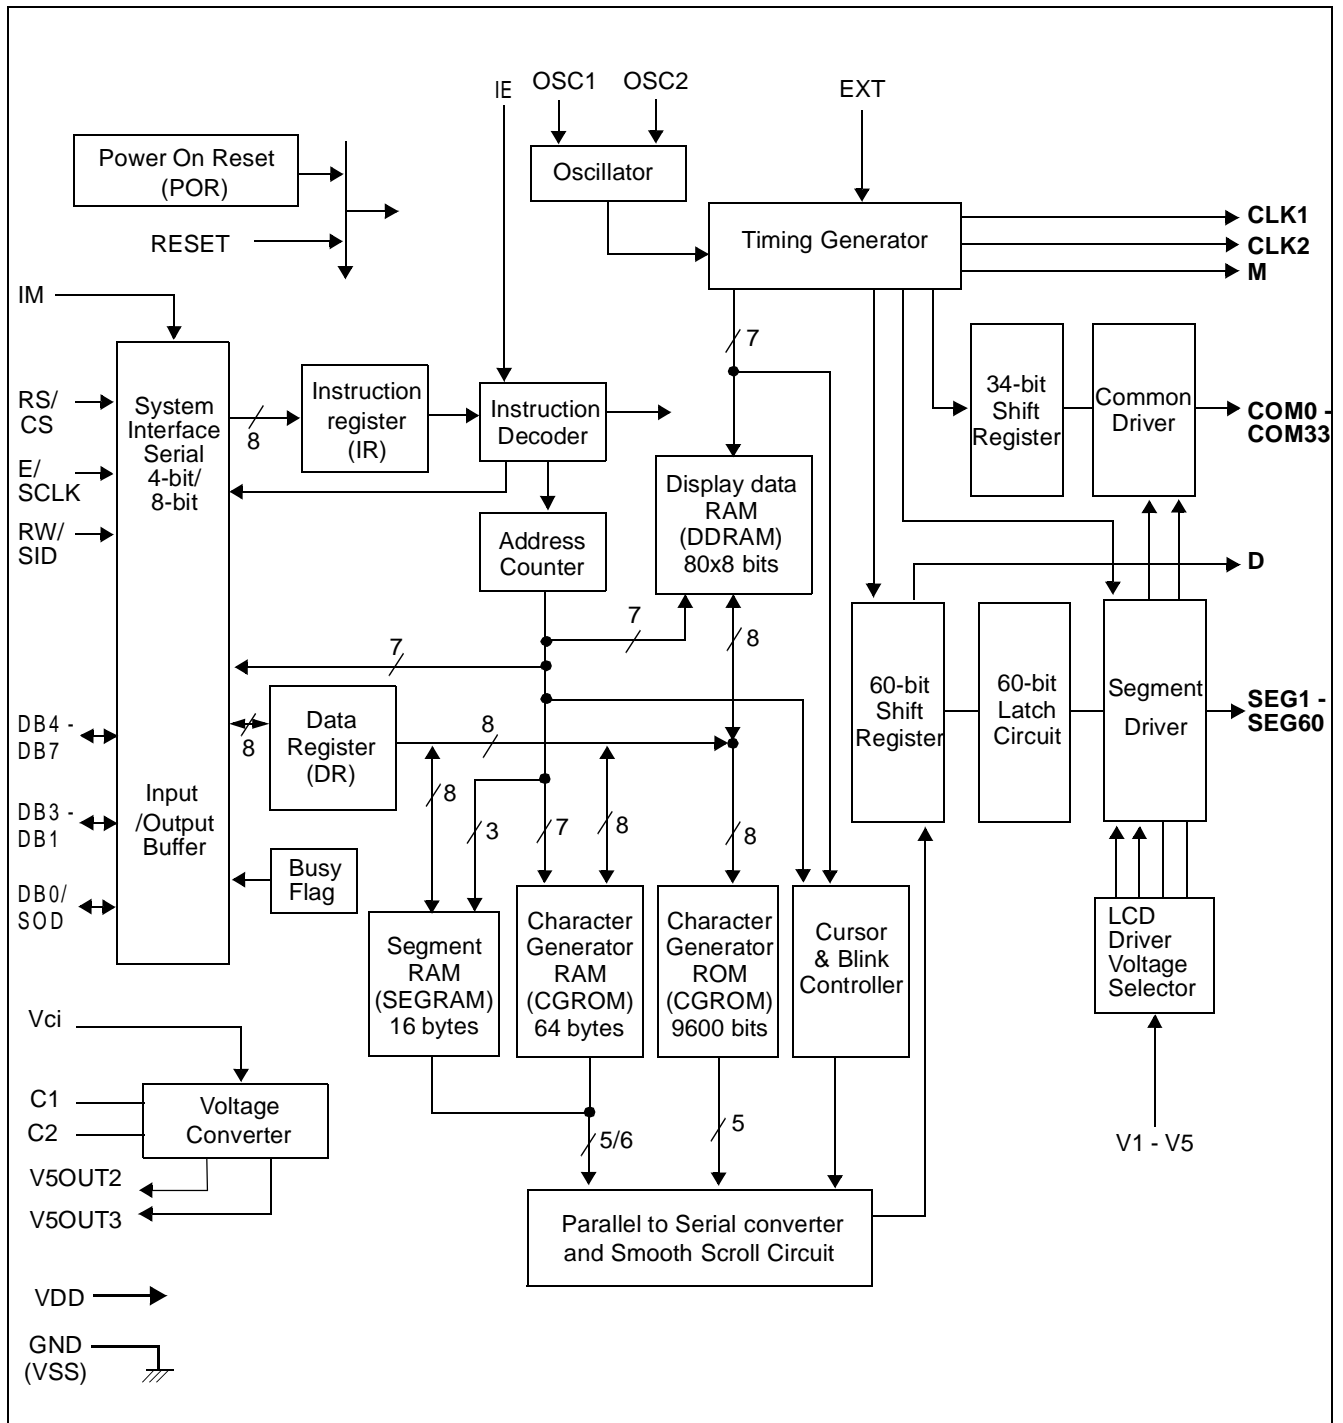 IE
OSC1
OSC2
EXT
Power On Reset
(POR)
Oscillator
RESET
Timing Generator
CLK1
CLK2
M
IM
7
RS/
CS
E/
SCLK
RW/
SID
System
Interface
Serial
4-bit/
8-bit
8
Instruction
register
(IR)
Instruction
Decoder
34-bit
Shift
Register
Common
Driver
COM0 -
COM33
Display data
RAM
(DDRAM)
80x8 bits
Address
Counter
D
7
8
7
60-bit
Shift
Register
60-bit
Latch
Circuit
Segment
Driver
SEG1 -
SEG60
DB4 -
DB7
8
Data
Register
(DR)
8
DB3 -
DB1
Input
/Output
Buffer
8
3
7
8
8
Busy
Flag
DB0/
SOD
Segment
RAM
(SEGRAM)
16 bytes
Character
Generator
RAM
(CGROM)
64 bytes
Character
Generator
ROM
(CGROM)
9600 bits
Cursor
& Blink
Controller
LCD
Driver
Voltage
Selector
Vci
C1
C2
Voltage
Converter
5/6
5
V1 - V5
V5OUT2
V5OUT3
Parallel to Serial converter
and Smooth Scroll Circuit
VDD
GND
(VSS)